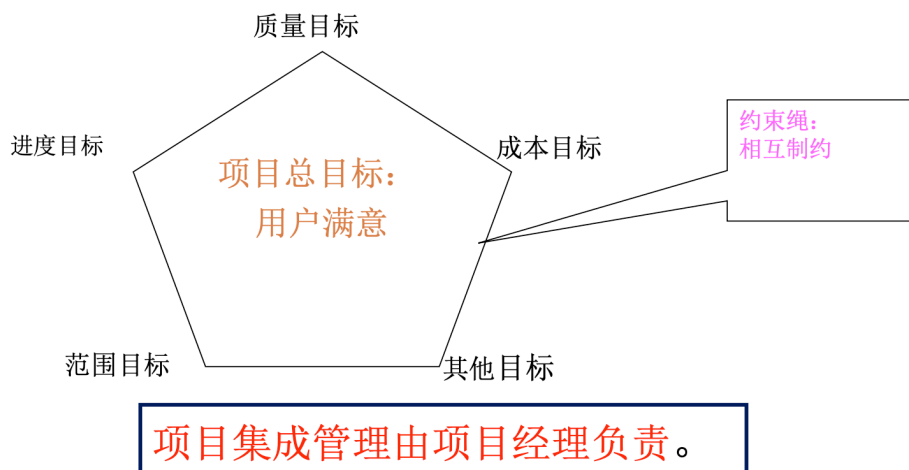 质量目标
进度目标
成本目标
约束绳：
相互制约
项目总目标：
用户满意
范围目标
其他目标
项目集成管理由项目经理负责。